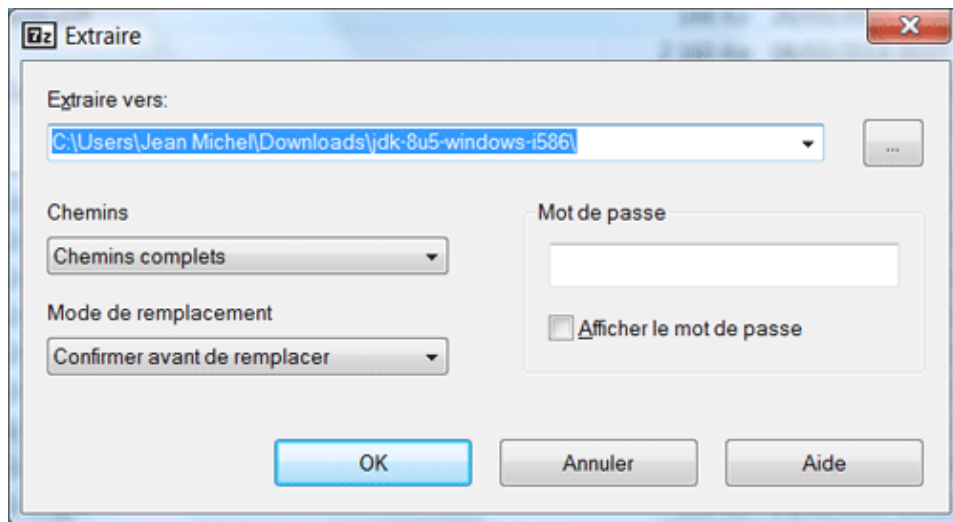 7z Extraire
Extraire vers:
C:\Users\Jean Michel\Downloads\jdk-8u5-windows-i586\
...
Chemins
Chemins complets
Mode de remplacement
Confirmer avant de remplacer
Mot de passe
Afficher le mot de passe
OK
Annuler
Aide